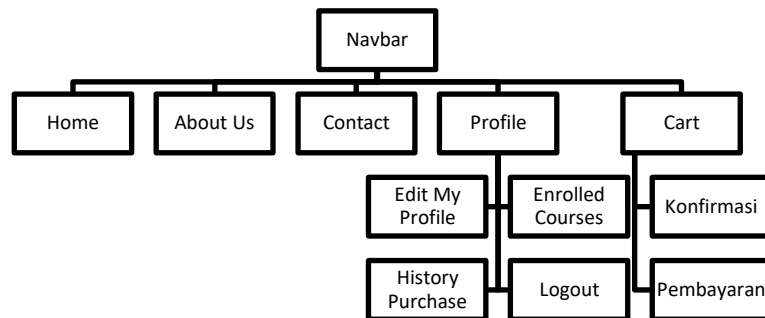 Navbar
Home
About Us
Contact
Profile
Cart
Edit My
Profile
Enrolled
Courses
Konfirmasi
History
Purchase
Logout
Pembayaran